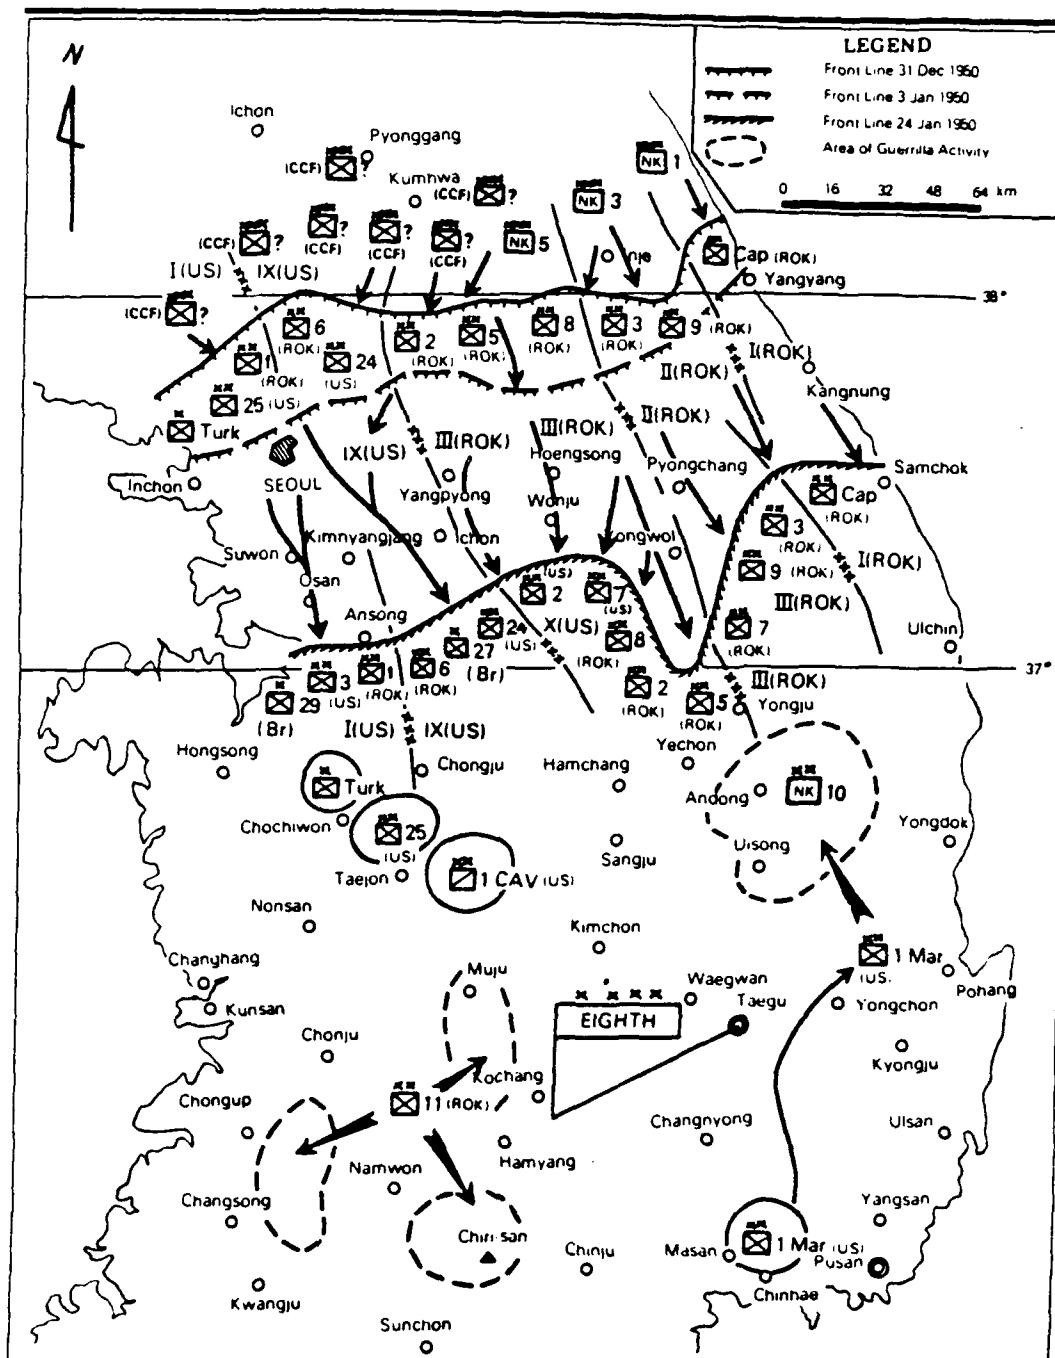 LEGEND
Front Line 31 Dec 1950
Front Line 3 Jan 1950
Front Line 24 Jan 1950
Area of Guerrilla Activity
0 16 32 48 64 km
N
Ichon
Pyonggang
(CCF) ?
Kumhwa
(CCF) ?
NK 1
NK 3
(CCF) ?
? (CCF)
? (CCF)
? (CCF)
NK 5
I(US) IX(US)
Cap (ROK)
Yangyang
38°
(CCF) ?
6 (ROK)
2 (ROK)
5 (ROK)
8 (ROK)
3 (ROK)
9 (ROK)
1 (ROK)
24 (US)
I(ROK)
II(ROK)
Kangnung
25 (US)
Turk
IX(US)
III(ROK)
III(ROK)
II(ROK)
Hoengsong
Pyongchang
Samchok
Inchon
SEOUL
Yangpyong
Wonju
Cap (ROK)
Suwon
Kimnyangjang
Ichon
3 (ROK)
Osan
(US) 2
7 (US)
9 (ROK)
I(ROK)
III(ROK)
Ansong
24 (US)
X(US)
8 (ROK)
7 (ROK)
Ulchin
27 (Br)
37°
29 (Br)
3 (US)
1 (ROK)
6 (ROK)
2 (ROK)
5 (ROK)
III(ROK)
Yongju
I(US) IX(US)
Yechon
Hongsong
Chongju
Hamchang
Turk
Andong
NK 10
Chochiwon
25 (US)
Sangju
Uisong
Yongdok
Taejon
1 CAV (US)
Nonsan
Kimchon
Changhang
Muju
Waegwan
1 Mar (US)
Pohang
Kunsan
EIGHTH
Taegu
Yongchon
Chonju
Kyongju
Kochang
Chongup
11 (ROK)
Changnyong
Ulsan
Hamyang
Namwon
Changsong
Yangsan
Chiri-san
Chinju
Masan
1 Mar (US)
Pusan
Chinhae
Kwangju
Sunchon